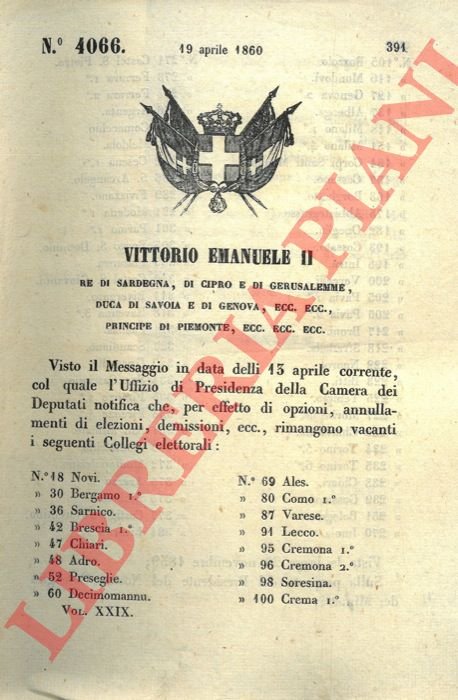 N.º 4066. 19 aprile 1860 391
VITTORIO EMANUELE II
RE DI SARDEGNA, DI CIPRO E DI GERUSALEMME,
DUCA DI SAVOIA E DI GENOVA, ECC. ECC.,
PRINCIPE DI PIEMONTE, ECC. ECC. ECC.
Visto il Messaggio in data delli 13 aprile corrente,
col quale l'Uffizio di Presidenza della Camera dei
Deputati notifica che, per effetto di opzioni, annulla-
menti di elezioni, demissioni, ecc., rimangono vacanti
i seguenti Collegi elettorali:
N.º 18 Novi.
» 30 Bergamo 1.º
» 36 Sarnico.
» 42 Brescia 1.º
» 47 Chiari.
» 48 Adro.
» 52 Preseglie.
» 60 Decimomannu.
N.º 69 Ales.
» 80 Como 1.º
» 87 Varese.
» 91 Lecco.
» 95 Cremona 1.º
» 96 Cremona 2.º
» 98 Soresina.
» 100 Crema 1.º
VOL. XXIX.
LIBRERIA PIANI